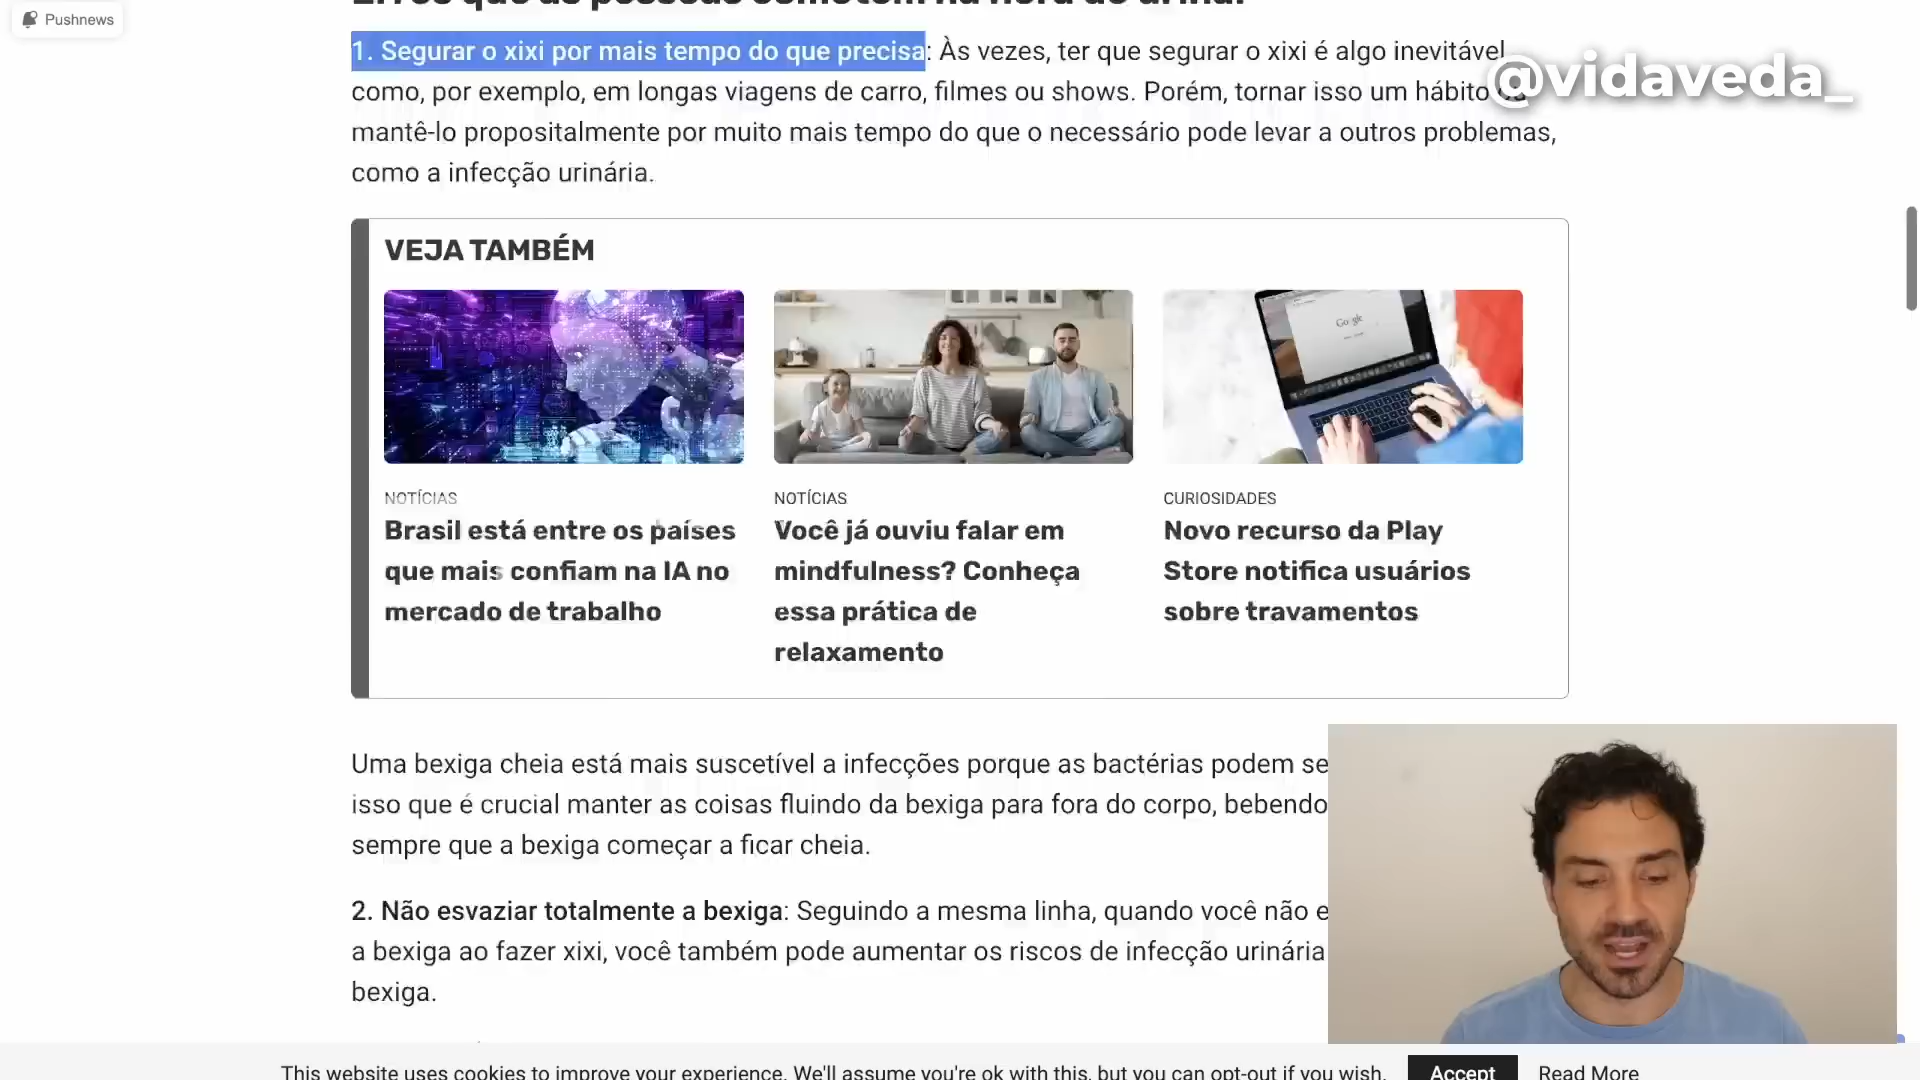 Pushnews
1. Segurar o xixi por mais tempo do que precisa: Às vezes, ter que segurar o xixi é algo inevitável
@vidaveda_
como, por exemplo, em longas viagens de carro, filmes ou shows. Porém, tornar isso um hábito ou
mantê-lo propositalmente por muito mais tempo do que o necessário pode levar a outros problemas,
como a infecção urinária.
VEJA TAMBÉM
Google
NOTÍCIAS
Brasil está entre os países
que mais confiam na IA no
mercado de trabalho
NOTÍCIAS
Você já ouviu falar em
mindfulness? Conheça
essa prática de
relaxamento
CURIOSIDADES
Novo recurso da Play
Store notifica usuários
sobre travamentos
Uma bexiga cheia está mais suscetível a infecções porque as bactérias podem se
isso que é crucial manter as coisas fluindo da bexiga para fora do corpo, bebendo
sempre que a bexiga começar a ficar cheia.
2. Não esvaziar totalmente a bexiga: Seguindo a mesma linha, quando você não e
a bexiga ao fazer xixi, você também pode aumentar os riscos de infecção urinária
bexiga.
This website uses cookies to improve your experience. We'll assume you're ok with this, but you can opt-out if you wish.
Accept
Read More